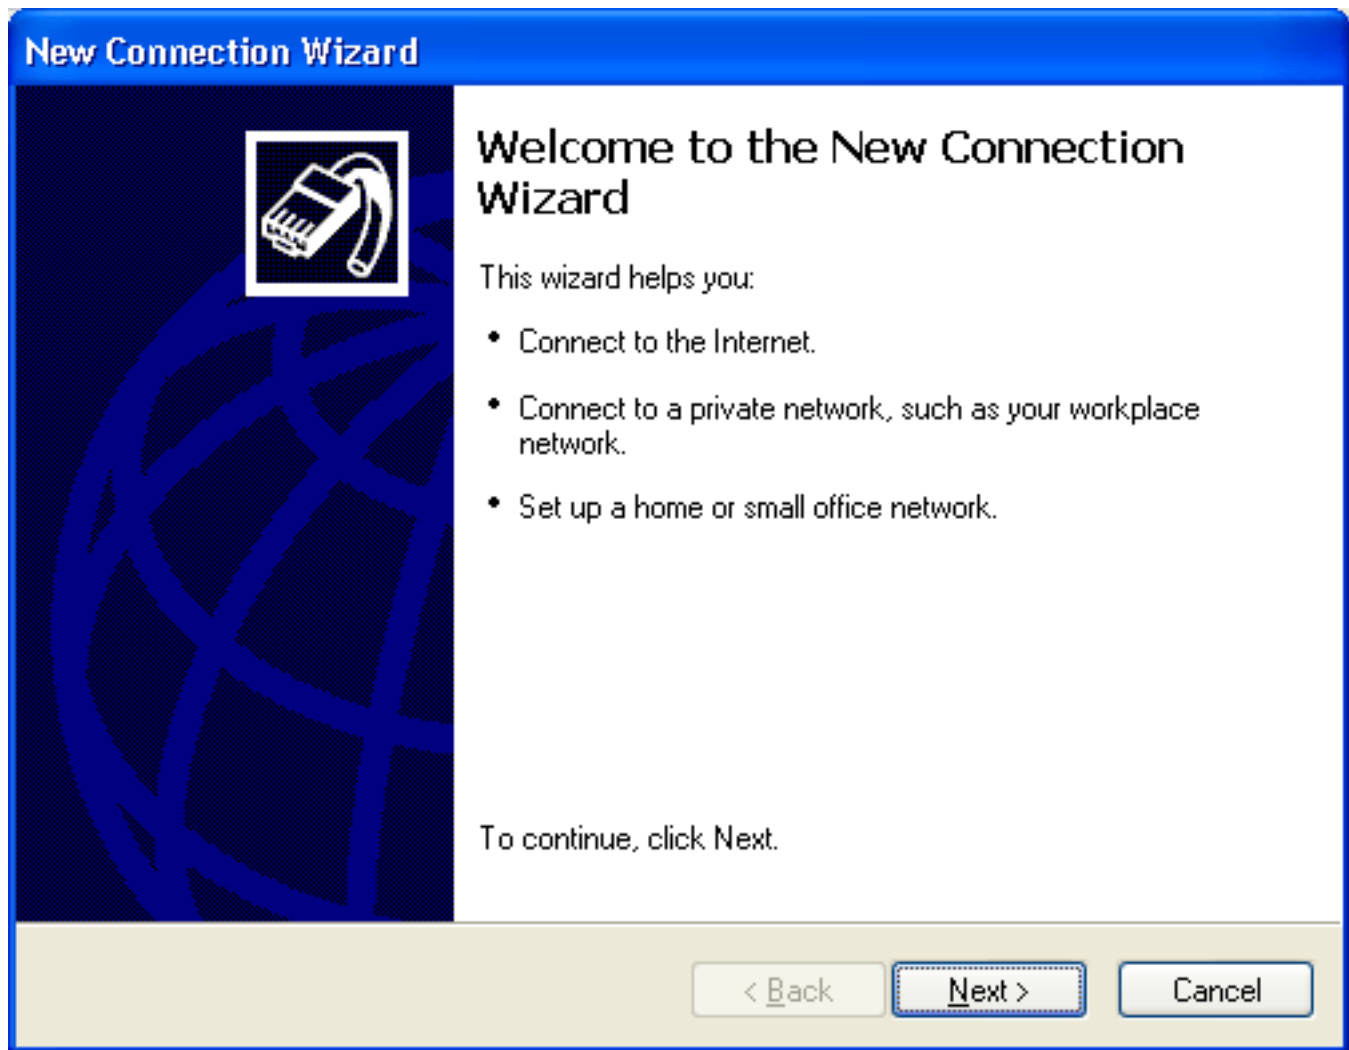 New Connection Wizard
Welcome to the New Connection
Wizard
This wizard helps you:
• Connect to the Internet.
• Connect to a private network, such as your workplace
network.
• Set up a home or small office network.
To continue, click Next.
< Back Next > Cancel